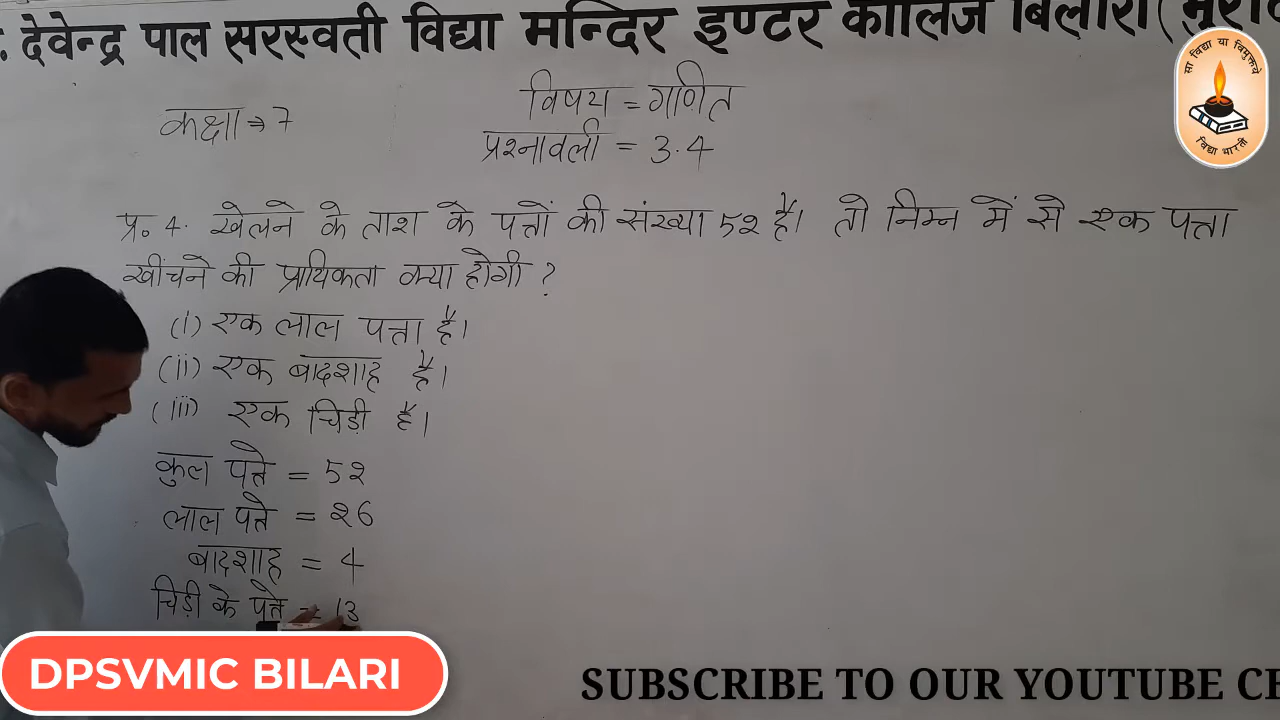 देवेन्द्र पाल सरस्वती विद्या मन्दिर इण्टर कालिज बिलारी
सा विद्या या विमुक्तये
विद्या भारती
विषय = गणित
कक्षा ⇒ 7
प्रश्नावली = 3.4
प्र० 4. खेलने के ताश के पत्तों की संख्या 52 है। तो निम्न में से एक पत्ता
खींचने की प्रायिकता क्या होगी ?
(i) एक लाल पत्ता है।
(ii) एक बादशाह है।
(iii) एक चिड़ी है।
कुल पत्ते = 52
लाल पत्ते = 26
बादशाह = 4
चिड़ी के पत्ते = 13
DPSVMIC BILARI
SUBSCRIBE TO OUR YOUTUBE